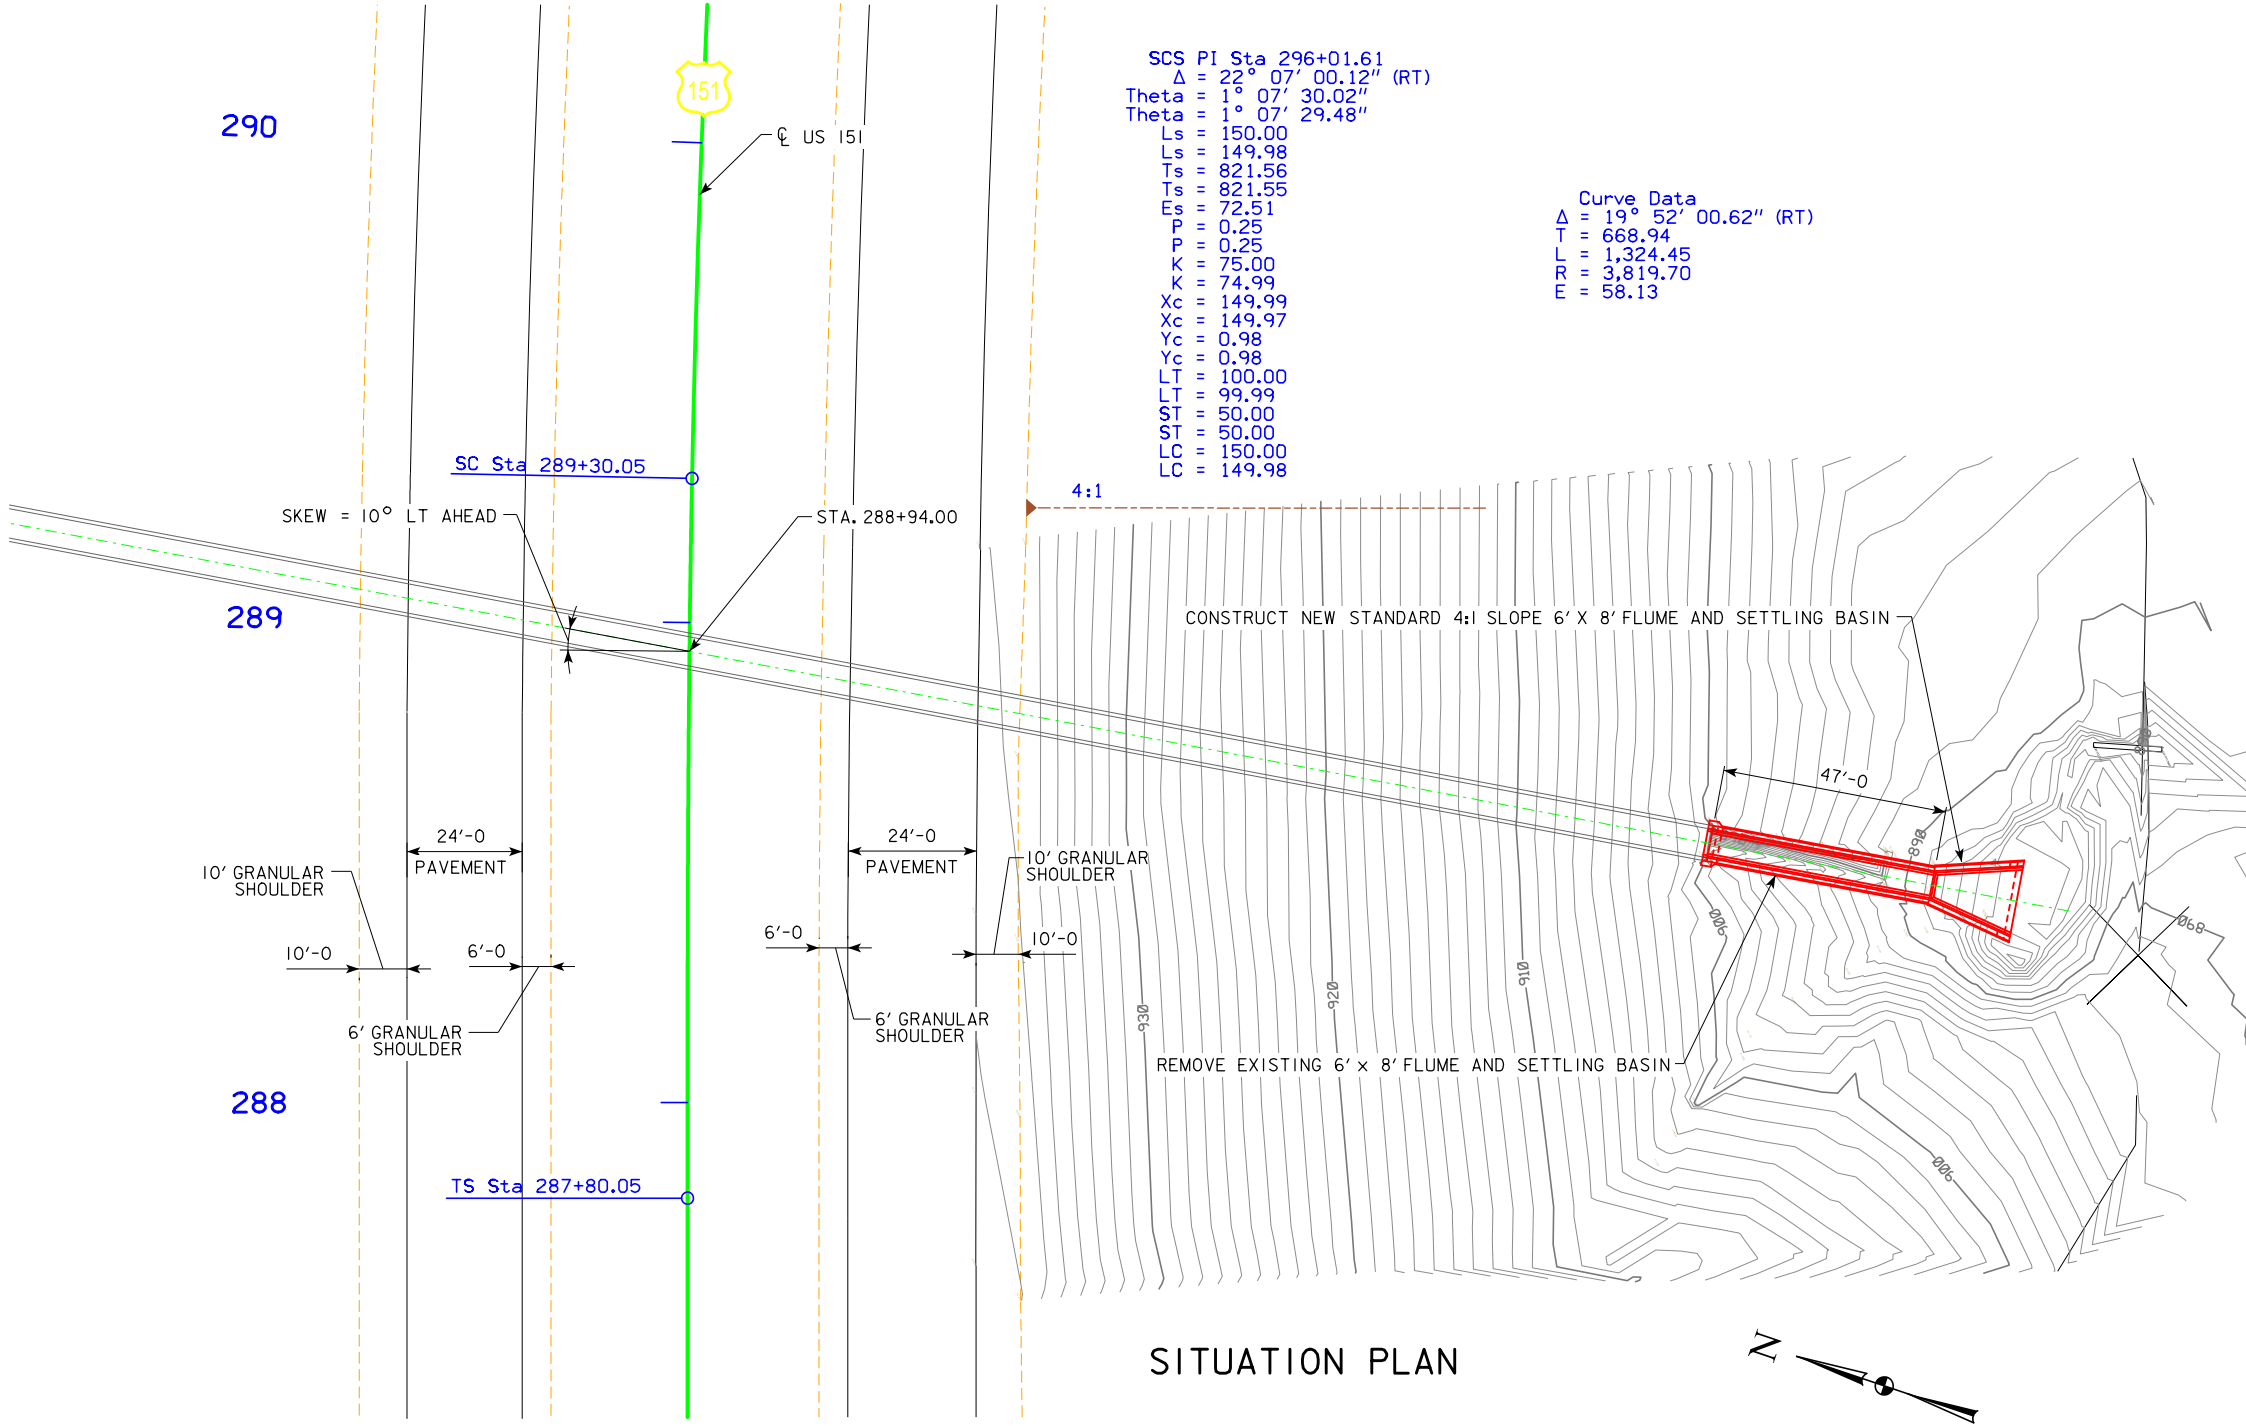 SCS PI Sta 296+01.61
Δ = 22° 07' 00.12" (RT)
Theta = 1° 07' 30.02"
Theta = 1° 07' 29.48"
Ls = 150.00
Ls = 149.98
Ts = 821.56
Ts = 821.55
Es = 72.51
P = 0.25
P = 0.25
K = 75.00
K = 74.99
Xc = 149.99
Xc = 149.97
Yc = 0.98
Yc = 0.98
LT = 100.00
LT = 99.99
ST = 50.00
ST = 50.00
LC = 150.00
LC = 149.98
Curve Data
Δ = 19° 52' 00.62" (RT)
T = 668.94
L = 1,324.45
R = 3,819.70
E = 58.13
151
290
℄ US 151
SC Sta 289+30.05
4:1
SKEW = 10° LT AHEAD
STA. 288+94.00
289
CONSTRUCT NEW STANDARD 4:1 SLOPE 6' X 8' FLUME AND SETTLING BASIN
47'-0
24'-0
PAVEMENT
24'-0
PAVEMENT
10' GRANULAR
SHOULDER
10' GRANULAR
SHOULDER
890
890
900
6'-0
10'-0
10'-0
6'-0
930
920
910
6' GRANULAR
SHOULDER
6' GRANULAR
SHOULDER
REMOVE EXISTING 6' x 8' FLUME AND SETTLING BASIN
288
900
TS Sta 287+80.05
SITUATION PLAN
N